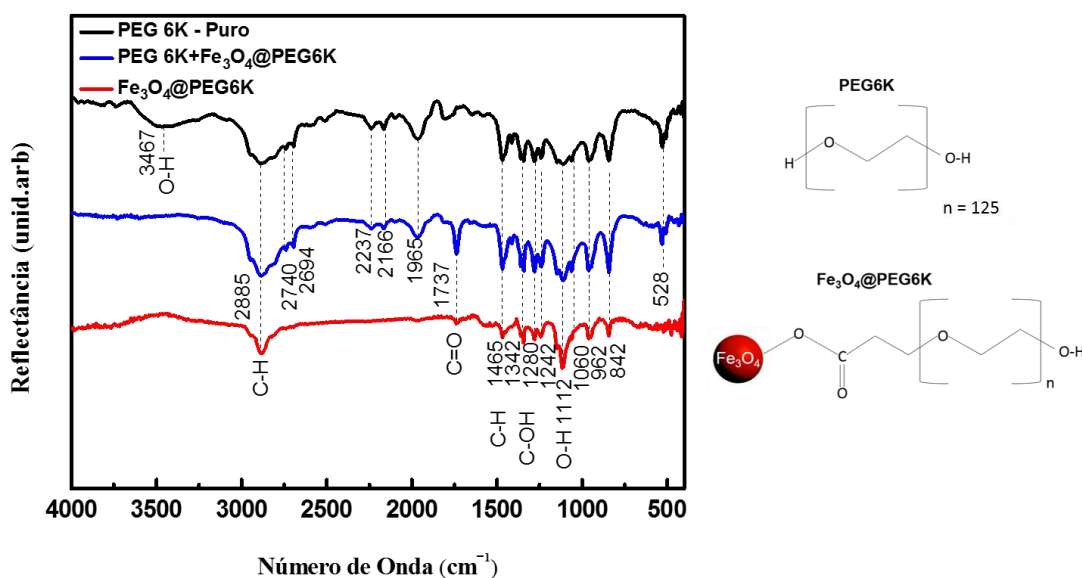 PEG 6K - Puro
PEG 6K+Fe₃O₄@PEG6K
Fe₃O₄@PEG6K
Reflectância (unid.arb)
3467
O-H
2885
C-H
2740
2694
2237
2166
1965
1737
C=O
1465
C-H
1342
1280
C-OH
1242
O-H 1112
1060
962
842
528
4000 3500 3000 2500 2000 1500 1000 500
Número de Onda (cm⁻¹)
PEG6K
H
O
O-H
n = 125
Fe₃O₄@PEG6K
Fe₃O₄
O
C
O
O
O-H
n